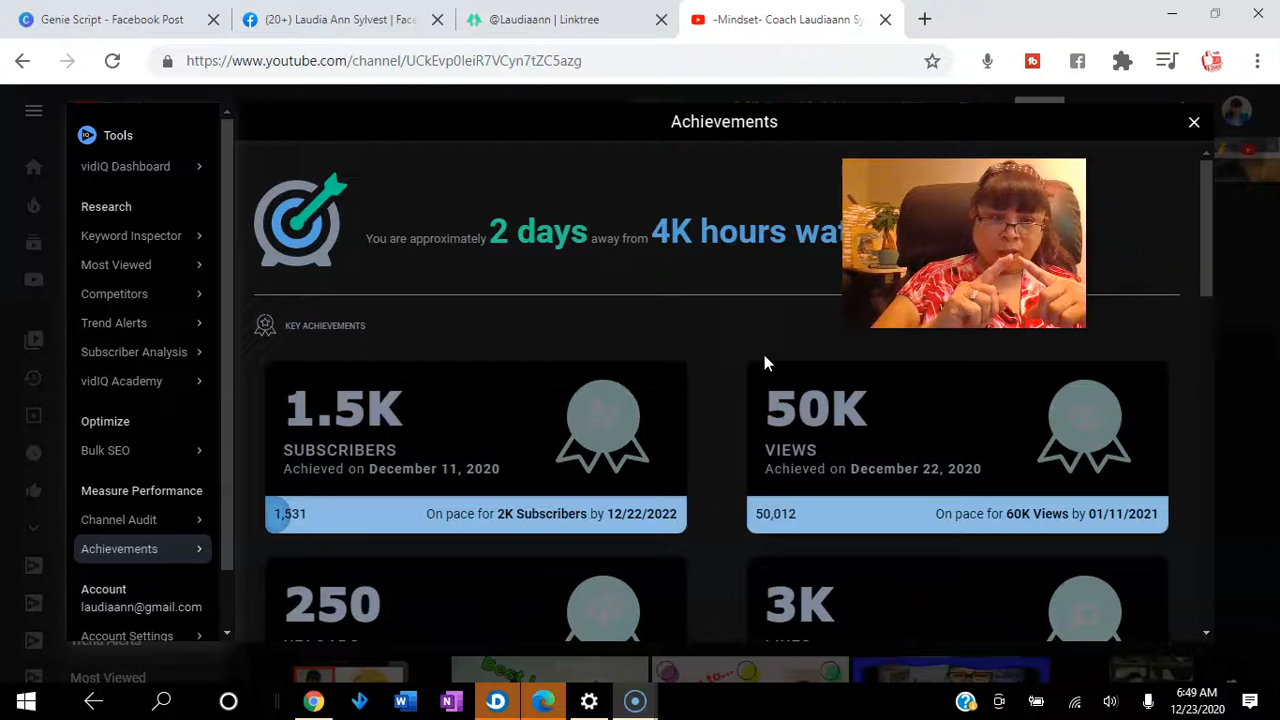 Genie Script - Facebook Post
(20+) Laudia Ann Sylvest | Fac
@Laudiaann | Linktree
-Mindset- Coach Laudiaann Sy
https://www.youtube.com/channel/UCkEvp0IeiR7VCyn7tZC5azg
Tools
vidIQ Dashboard
Research
Keyword Inspector
Most Viewed
Competitors
Trend Alerts
Subscriber Analysis
vidIQ Academy
Optimize
Bulk SEO
Measure Performance
Channel Audit
Achievements
Account
laudiaann@gmail.com
Account Settings
Trend Alerts
Most Viewed
Achievements
You are approximately 2 days away from 4K hours wa
KEY ACHIEVEMENTS
1.5K
SUBSCRIBERS
Achieved on December 11, 2020
1,531 On pace for 2K Subscribers by 12/22/2022
50K
VIEWS
Achieved on December 22, 2020
50,012 On pace for 60K Views by 01/11/2021
250
3K
6:49 AM
12/23/2020